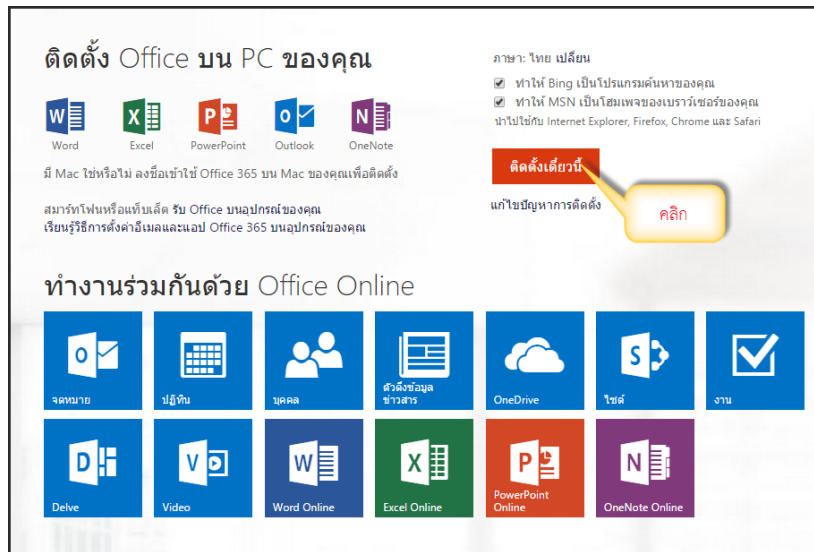 ติดตั้ง Office บน PC ของคุณ
Word
Excel
PowerPoint
Outlook
OneNote
มี Mac ใช่หรือไม่ ลงชื่อเข้าใช้ Office 365 บน Mac ของคุณเพื่อติดตั้ง
สมาร์ทโฟนหรือแท็บเล็ต รับ Office บนอุปกรณ์ของคุณ
เรียนรู้วิธีการตั้งค่าอีเมลและแอป Office 365 บนอุปกรณ์ของคุณ
ภาษา: ไทย เปลี่ยน
ทำให้ Bing เป็นโปรแกรมค้นหาของคุณ
ทำให้ MSN เป็นโฮมเพจของเบราว์เซอร์ของคุณ
นำไปใช้กับ Internet Explorer, Firefox, Chrome และ Safari
ติดตั้งเดี๋ยวนี้
แก้ไขปัญหาการติดตั้ง
คลิก
ทำงานร่วมกันด้วย Office Online
จดหมาย
ปฏิทิน
บุคคล
ตัวดึงข้อมูล
ข่าวสาร
OneDrive
ไซต์
งาน
Delve
Video
Word Online
Excel Online
PowerPoint
Online
OneNote Online